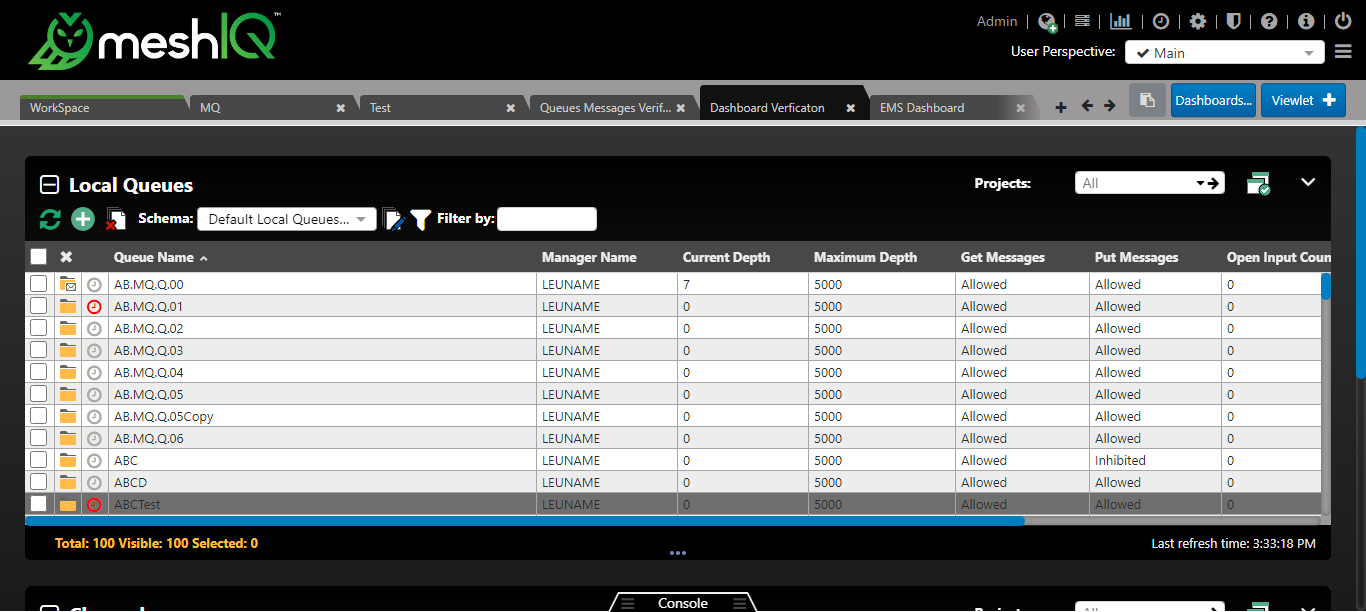 meshIQ™
Admin
User Perspective: Main
WorkSpace MQ Test Queues Messages Verif... Dashboard Verficaton EMS Dashboard Dashboards... Viewlet
Local Queues Projects: All
Schema: Default Local Queues... Filter by:
Queue Name Manager Name Current Depth Maximum Depth Get Messages Put Messages Open Input Coun
AB.MQ.Q.00 LEUNAME 7 5000 Allowed Allowed 0
AB.MQ.Q.01 LEUNAME 0 5000 Allowed Allowed 0
AB.MQ.Q.02 LEUNAME 0 5000 Allowed Allowed 0
AB.MQ.Q.03 LEUNAME 0 5000 Allowed Allowed 0
AB.MQ.Q.04 LEUNAME 0 5000 Allowed Allowed 0
AB.MQ.Q.05 LEUNAME 0 5000 Allowed Allowed 0
AB.MQ.Q.05Copy LEUNAME 0 5000 Allowed Allowed 0
AB.MQ.Q.06 LEUNAME 0 5000 Allowed Allowed 0
ABC LEUNAME 0 5000 Allowed Inhibited 0
ABCD LEUNAME 0 5000 Allowed Allowed 0
ABCTest LEUNAME 0 5000 Allowed Allowed 0
Total: 100 Visible: 100 Selected: 0 Last refresh time: 3:33:18 PM
Console